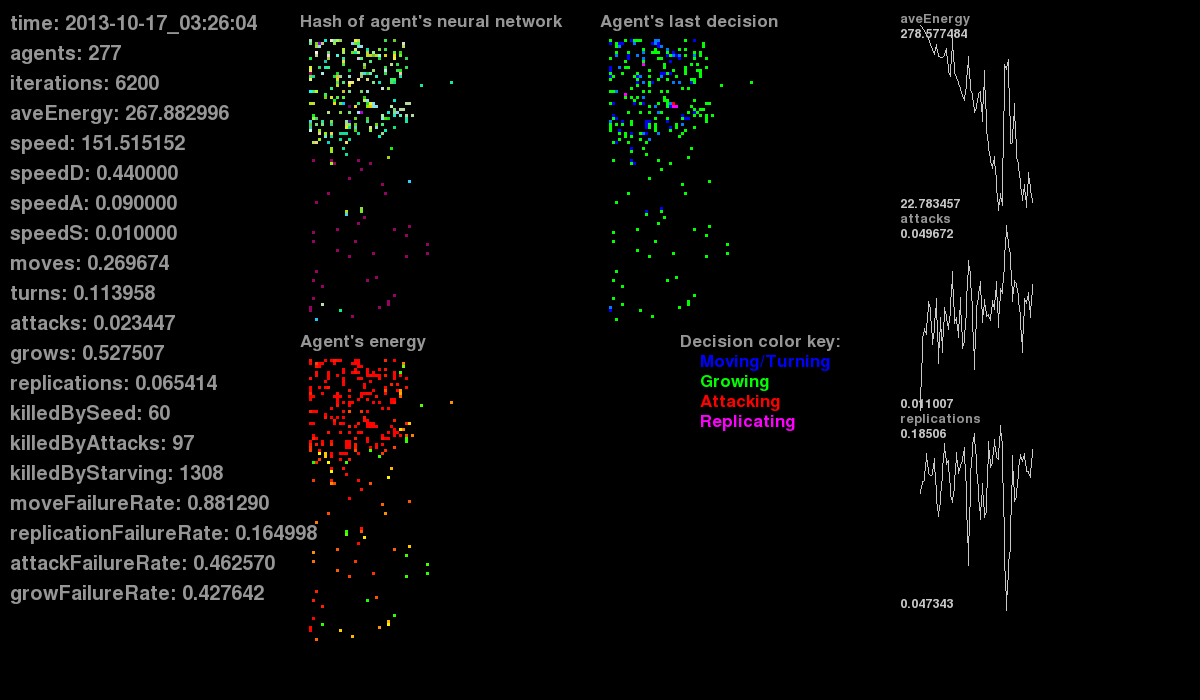 time: 2013-10-17_03:26:04
agents: 277
iterations: 6200
aveEnergy: 267.882996
speed: 151.515152
speedD: 0.440000
speedA: 0.090000
speedS: 0.010000
moves: 0.269674
turns: 0.113958
attacks: 0.023447
grows: 0.527507
replications: 0.065414
killedBySeed: 60
killedByAttacks: 97
killedByStarving: 1308
moveFailureRate: 0.881290
replicationFailureRate: 0.164998
attackFailureRate: 0.462570
growFailureRate: 0.427642
Hash of agent's neural network
Agent's last decision
Agent's energy
Decision color key:
Moving/Turning
Growing
Attacking
Replicating
aveEnergy
278.577484
22.783457
attacks
0.049672
0.011007
replications
0.18506
0.047343